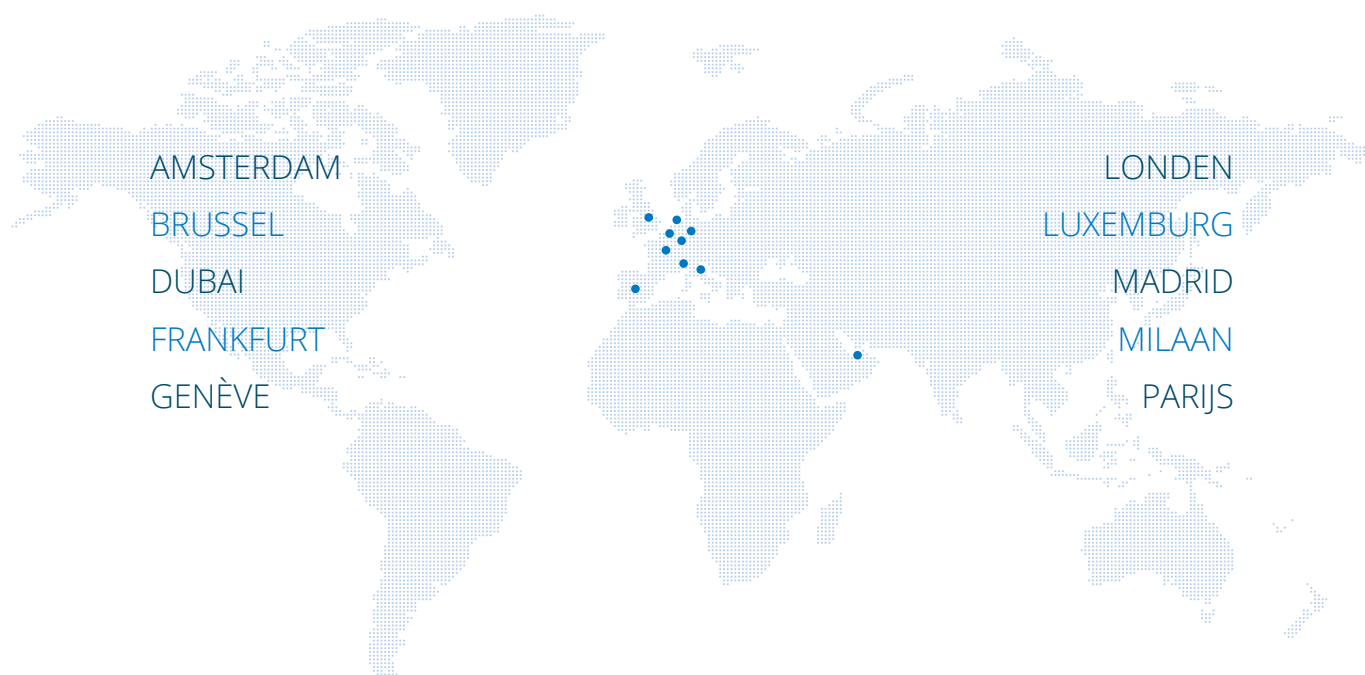 AMSTERDAM
BRUSSEL
DUBAI
FRANKFURT
GENÈVE
LONDEN
LUXEMBURG
MADRID
MILAAN
PARIJS